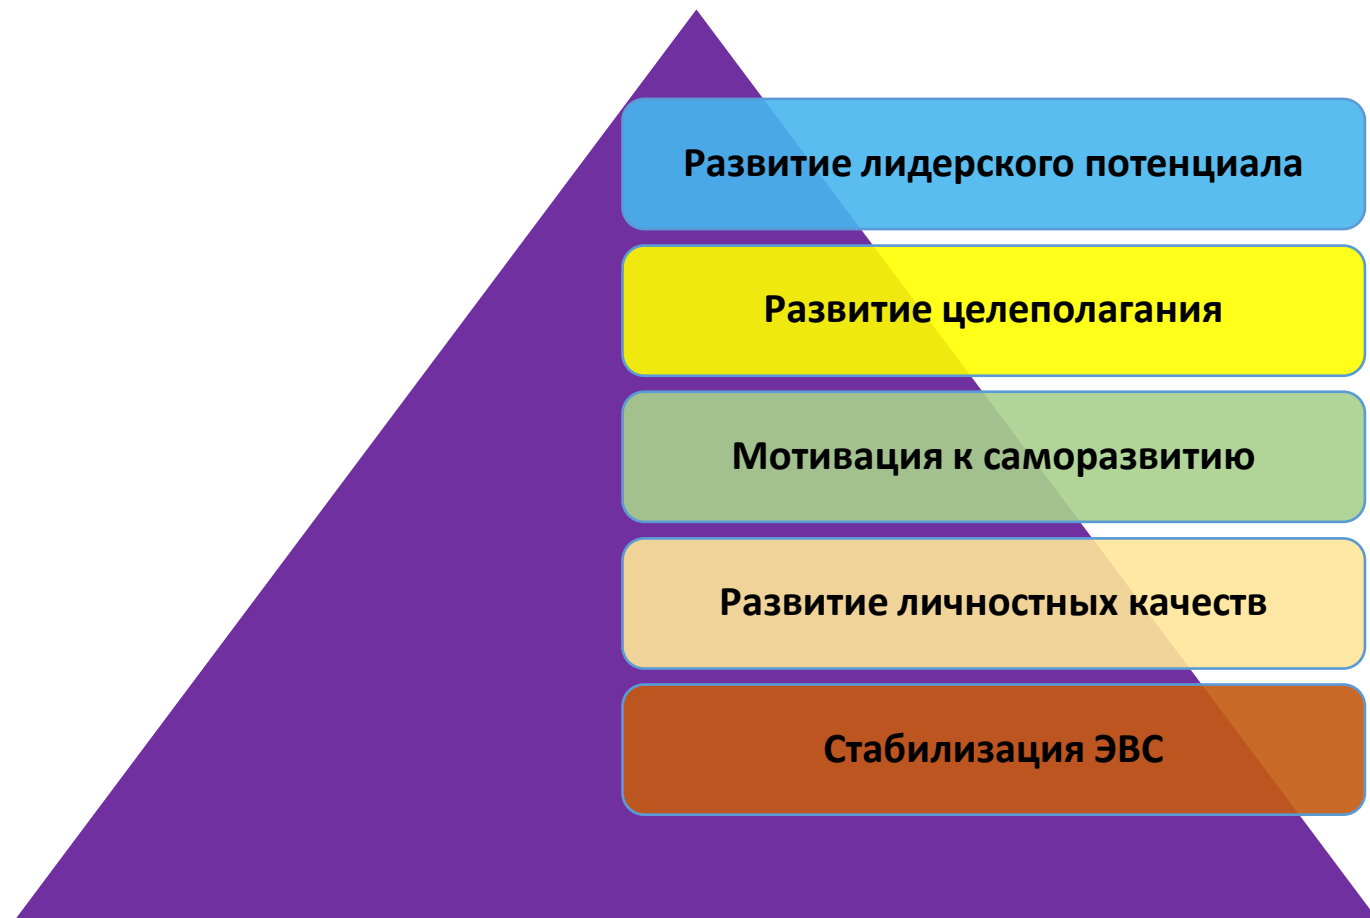 Развитие лидерского потенциала
Развитие целеполагания
Мотивация к саморазвитию
Развитие личностных качеств
Стабилизация ЭВС